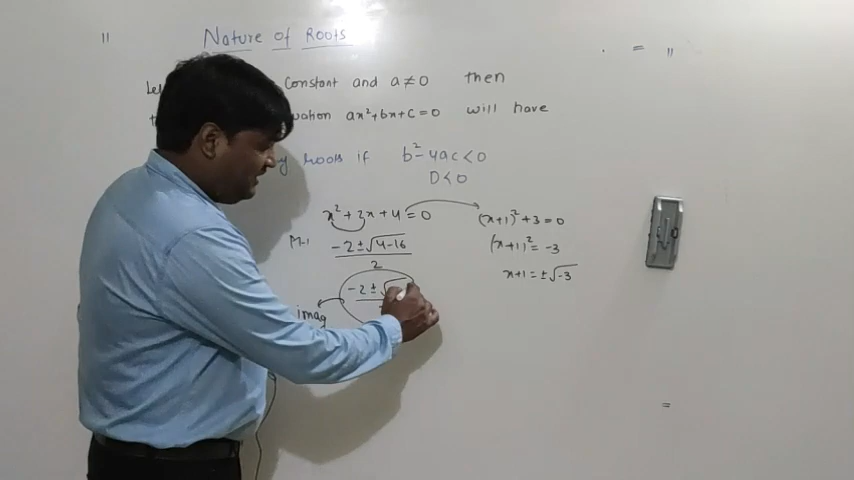 Nature of Roots
Constant and a≠0 then
ax²+bx+c=0 will have
roots if b²-4ac<0
D<0
x²+2x+4=0
(x+1)²+3=0
M-1
-2±√4-16
2
(x+1)²=-3
x+1=±√-3
-2±√
imag